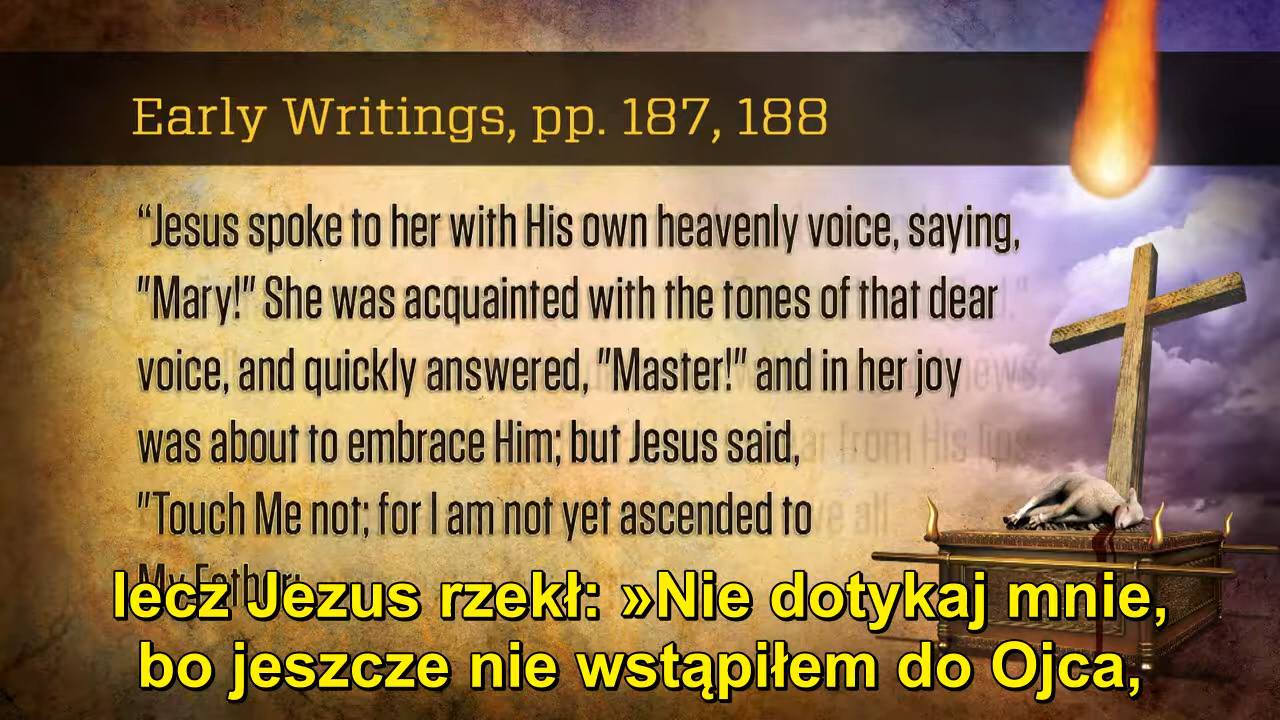 Early Writings, pp. 187, 188
“Jesus spoke to her with His own heavenly voice, saying,
"Mary!" She was acquainted with the tones of that dear
voice, and quickly answered, "Master!" and in her joy
was about to embrace Him; but Jesus said,
"Touch Me not; for I am not yet ascended to
My Father:
lecz Jezus rzekł: »Nie dotykaj mnie,
bo jeszcze nie wstąpiłem do Ojca,